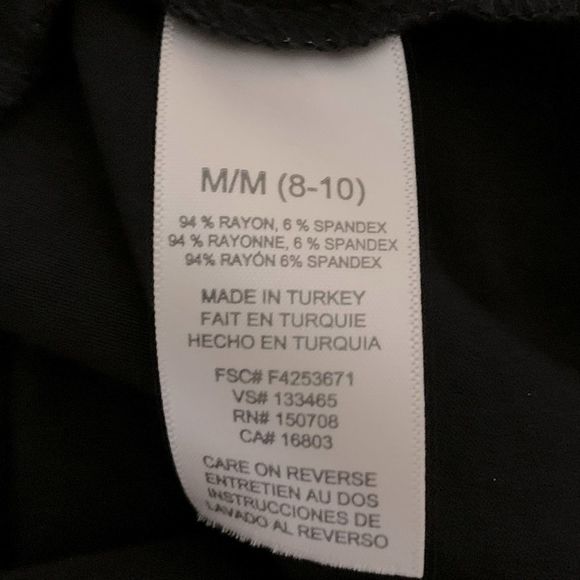 M/M (8-10)
94 % RAYON, 6 % SPANDEX
94 % RAYONNE, 6 % SPANDEX
94% RAYÓN 6% SPANDEX
MADE IN TURKEY
FAIT EN TURQUIE
HECHO EN TURQUIA
FSC# F4253671
VS# 133465
RN# 150708
CA# 16803
CARE ON REVERSE
ENTRETIEN AU DOS
INSTRUCCIONES DE
LAVADO AL REVERSO